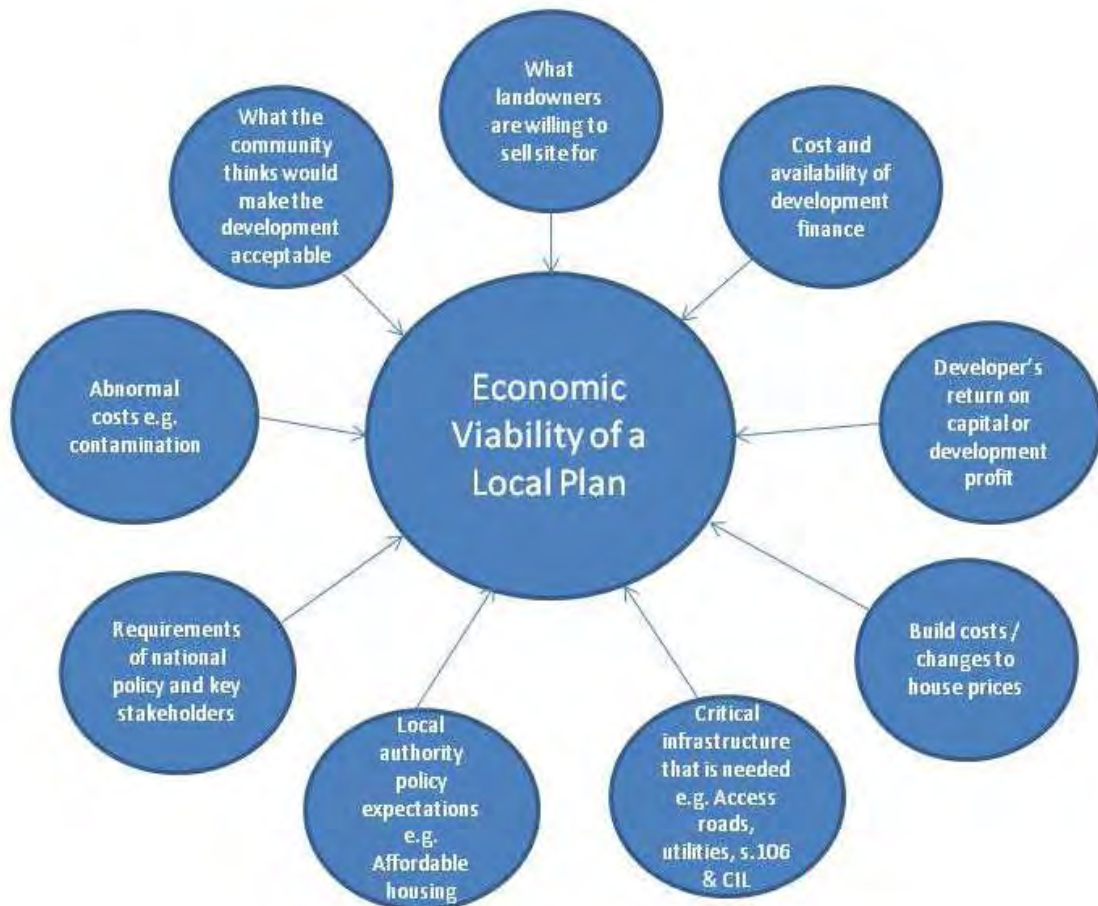 What
landowners
are willing to
sell site for
Cost and
availability of
development
finance
Developer's
return on
capital or
development
profit
Build costs /
changes to
house prices
Critical
infrastructure
that is needed
e.g. Access
roads,
utilities, s.106
& CIL
Local
authority
policy
expectations
e.g.
Affordable
housing
Requirements
of national
policy and key
stakeholders
Abnormal
costs e.g.
contamination
What the
community
thinks would
make the
development
acceptable
Economic
Viability of a
Local Plan